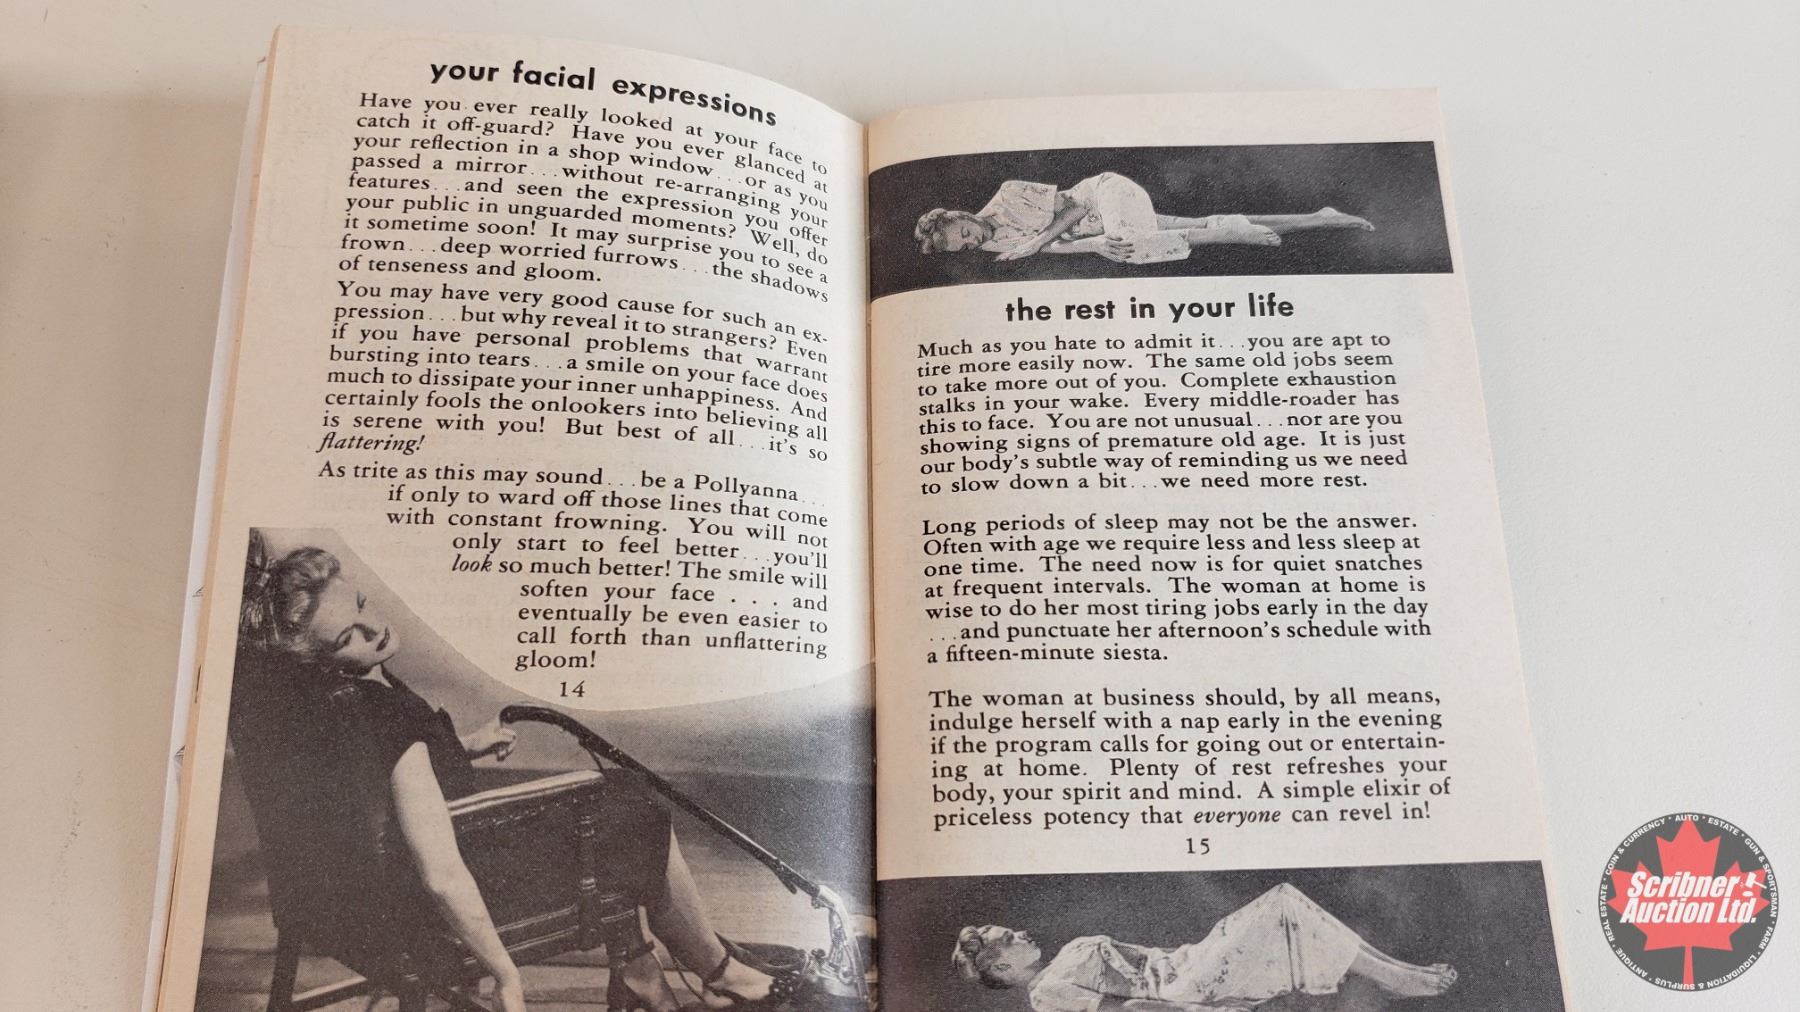 your facial expressions
Have you ever really looked at your face to
catch it off-guard? Have you ever glanced at
your reflection in a shop window...or as you
passed a mirror...without re-arranging your
features...and seen the expression you offer
your public in unguarded moments? Well, do
it sometime soon! It may surprise you to see a
frown...deep worried furrows...the shadows
of tenseness and gloom.
You may have very good cause for such an ex-
pression...but why reveal it to strangers? Even
if you have personal problems that warrant
bursting into tears...a smile on your face does
much to dissipate your inner unhappiness. And
certainly fools the onlookers into believing all
is serene with you! But best of all...it's so
flattering!
As trite as this may sound...be a Pollyanna...
if only to ward off those lines that come
with constant frowning. You will not
only start to feel better...you'll
look so much better! The smile will
soften your face . . . and
eventually be even easier to
call forth than unflattering
gloom!
14
the rest in your life
Much as you hate to admit it...you are apt to
tire more easily now. The same old jobs seem
to take more out of you. Complete exhaustion
stalks in your wake. Every middle-roader has
this to face. You are not unusual...nor are you
showing signs of premature old age. It is just
our body's subtle way of reminding us we need
to slow down a bit...we need more rest.
Long periods of sleep may not be the answer.
Often with age we require less and less sleep at
one time. The need now is for quiet snatches
at frequent intervals. The woman at home is
wise to do her most tiring jobs early in the day
...and punctuate her afternoon's schedule with
a fifteen-minute siesta.
The woman at business should, by all means,
indulge herself with a nap early in the evening
if the program calls for going out or entertain-
ing at home. Plenty of rest refreshes your
body, your spirit and mind. A simple elixir of
priceless potency that everyone can revel in!
15
COIN & CURRENCY • AUTO • ESTATE • GUN & SPORTSMAN • FARM • LIQUIDATION & SURPLUS • ANTIQUE • REAL ESTATE
Scribner
Auction Ltd.